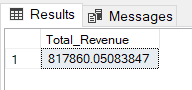 Results Messages
Total_Revenue
1 817860.05083847